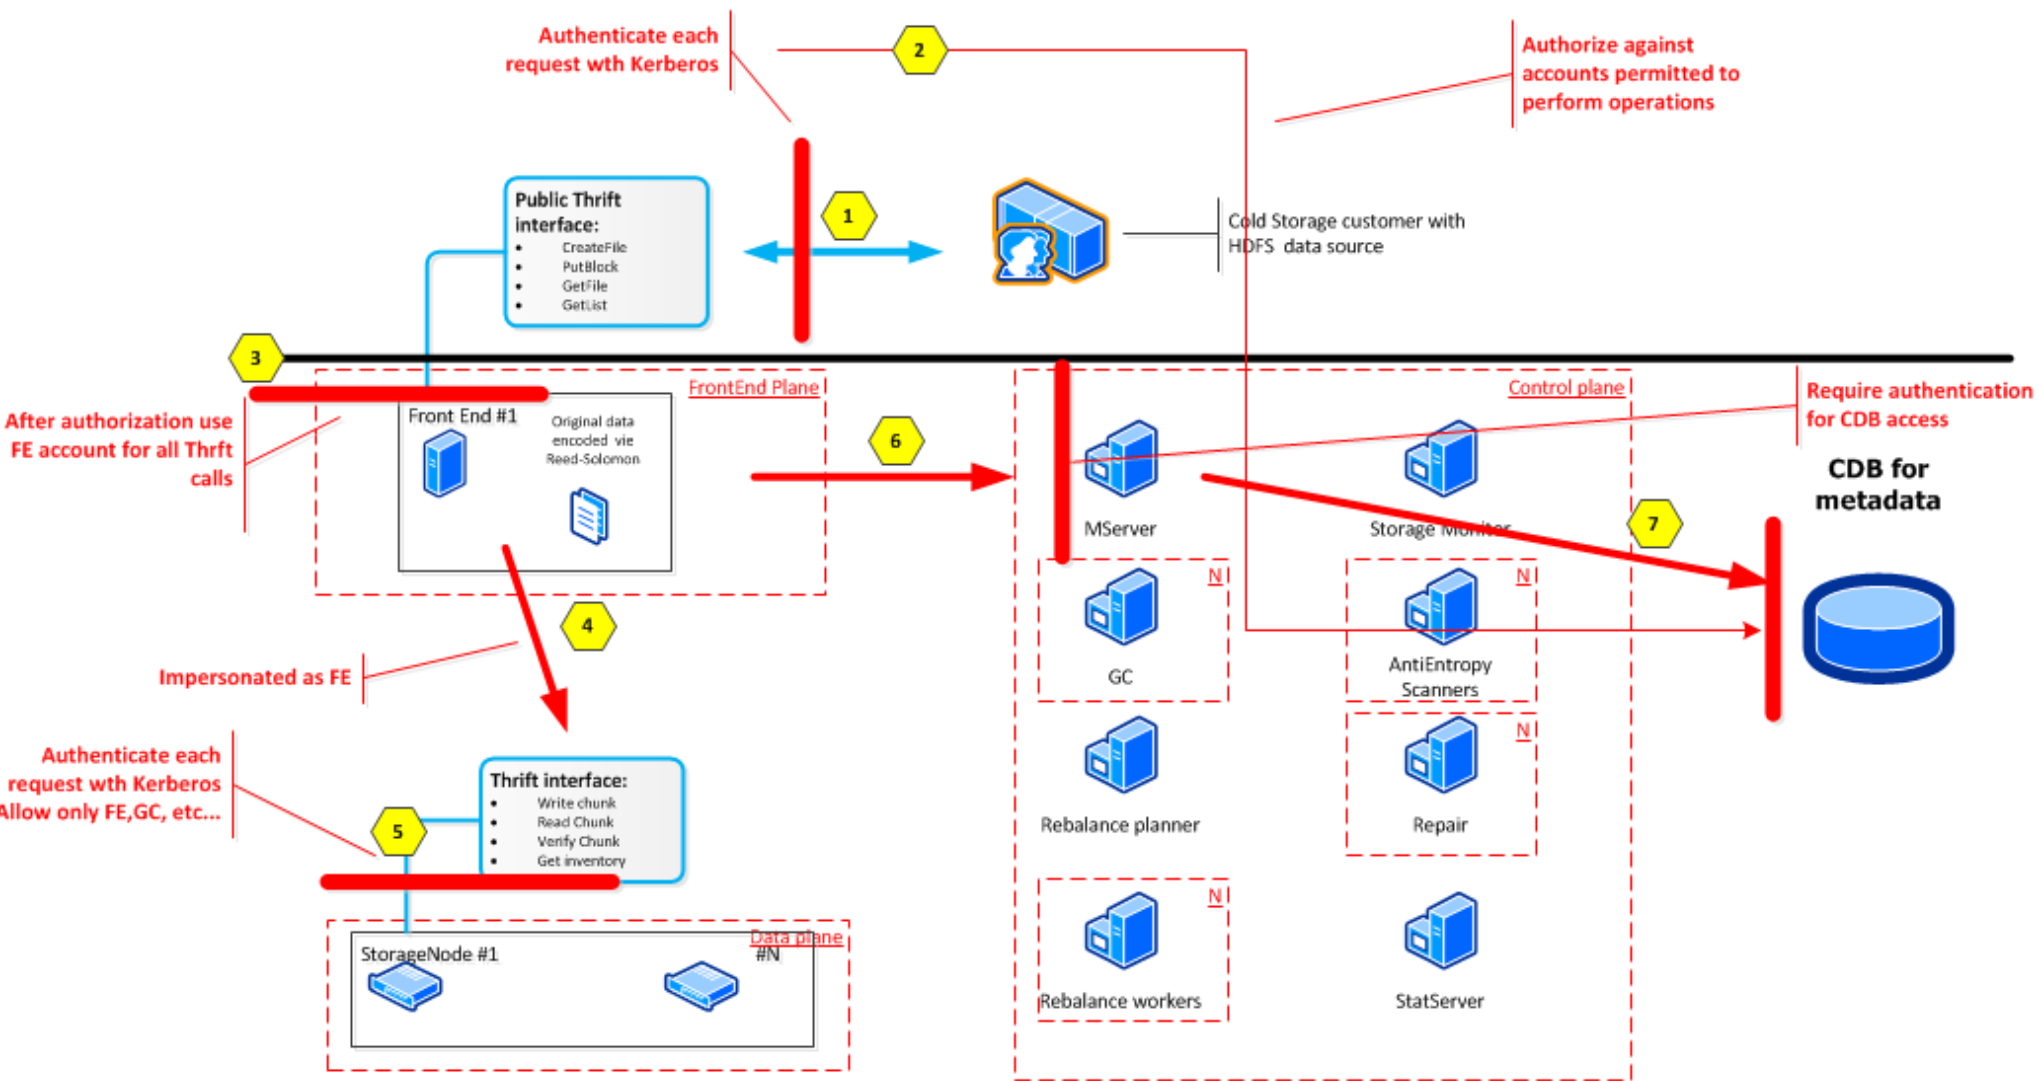 Authenticate each
request wth Kerberos
2
Authorize against
accounts permitted to
perform operations
Public Thrift
interface:
• CreateFile
• PutBlock
• GetFile
• GetList
1
Cold Storage customer with
HDFS data source
3
After authorization use
FE account for all Thrft
calls
FrontEnd Plane
Front End #1
Original data
encoded vie
Reed-Solomon
6
Control plane
Require authentication
for CDB access
CDB for
metadata
MServer
Storage Monitor
7
N
GC
N
AntiEntropy
Scanners
4
Impersonated as FE
Rebalance planner
N
Repair
Authenticate each
request wth Kerberos
Allow only FE,GC, etc...
5
Thrift interface:
• Write chunk
• Read Chunk
• Verify Chunk
• Get inventory
N
Rebalance workers
StatServer
Data plane
StorageNode #1
#N